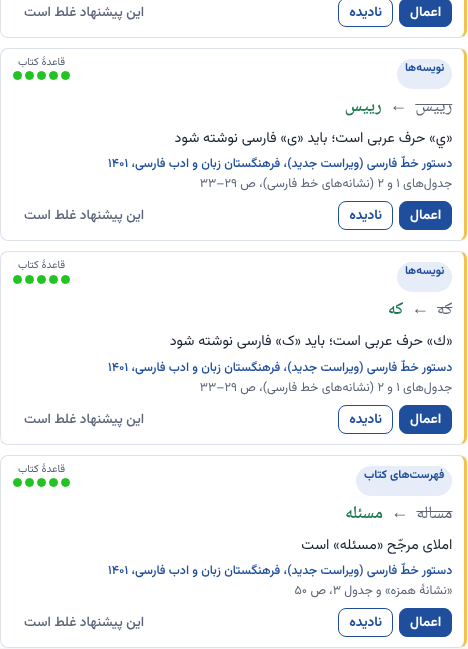 اعمال نادیده این پیشنهاد غلط است
نویسه‌ها قاعدهٔ کتاب
رييس ← رییس
«ي» حرف عربی است؛ باید «ی» فارسی نوشته شود
دستور خطّ فارسی (ویراست جدید)، فرهنگستان زبان و ادب فارسی، ۱۴۰۱
جدول‌های ۱ و ۲ (نشانه‌های خط فارسی)، ص ۲۹–۳۳
اعمال نادیده این پیشنهاد غلط است
نویسه‌ها قاعدهٔ کتاب
كه ← که
«ك» حرف عربی است؛ باید «ک» فارسی نوشته شود
دستور خطّ فارسی (ویراست جدید)، فرهنگستان زبان و ادب فارسی، ۱۴۰۱
جدول‌های ۱ و ۲ (نشانه‌های خط فارسی)، ص ۲۹–۳۳
اعمال نادیده این پیشنهاد غلط است
فهرست‌های کتاب قاعدهٔ کتاب
مساله ← مسئله
املای مرجّح «مسئله» است
دستور خطّ فارسی (ویراست جدید)، فرهنگستان زبان و ادب فارسی، ۱۴۰۱
«نشانهٔ همزه» و جدول ۳، ص ۵۰
اعمال نادیده این پیشنهاد غلط است